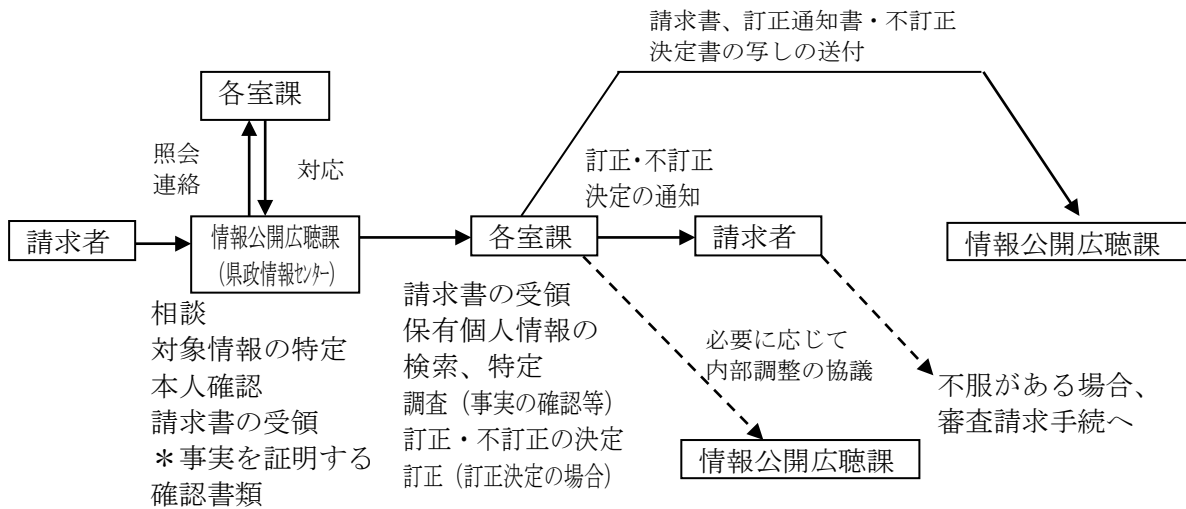 請求書、訂正通知書・不訂正
決定書の写しの送付
各室課
照会
連絡
対応
訂正・不訂正
決定の通知
請求者
情報公開広聴課
(県政情報センター)
各室課
請求者
情報公開広聴課
相談
対象情報の特定
本人確認
請求書の受領
＊事実を証明する
確認書類
請求書の受領
保有個人情報の
検索、特定
調査（事実の確認等）
訂正・不訂正の決定
訂正（訂正決定の場合）
必要に応じて
内部調整の協議
不服がある場合、
審査請求手続へ
情報公開広聴課